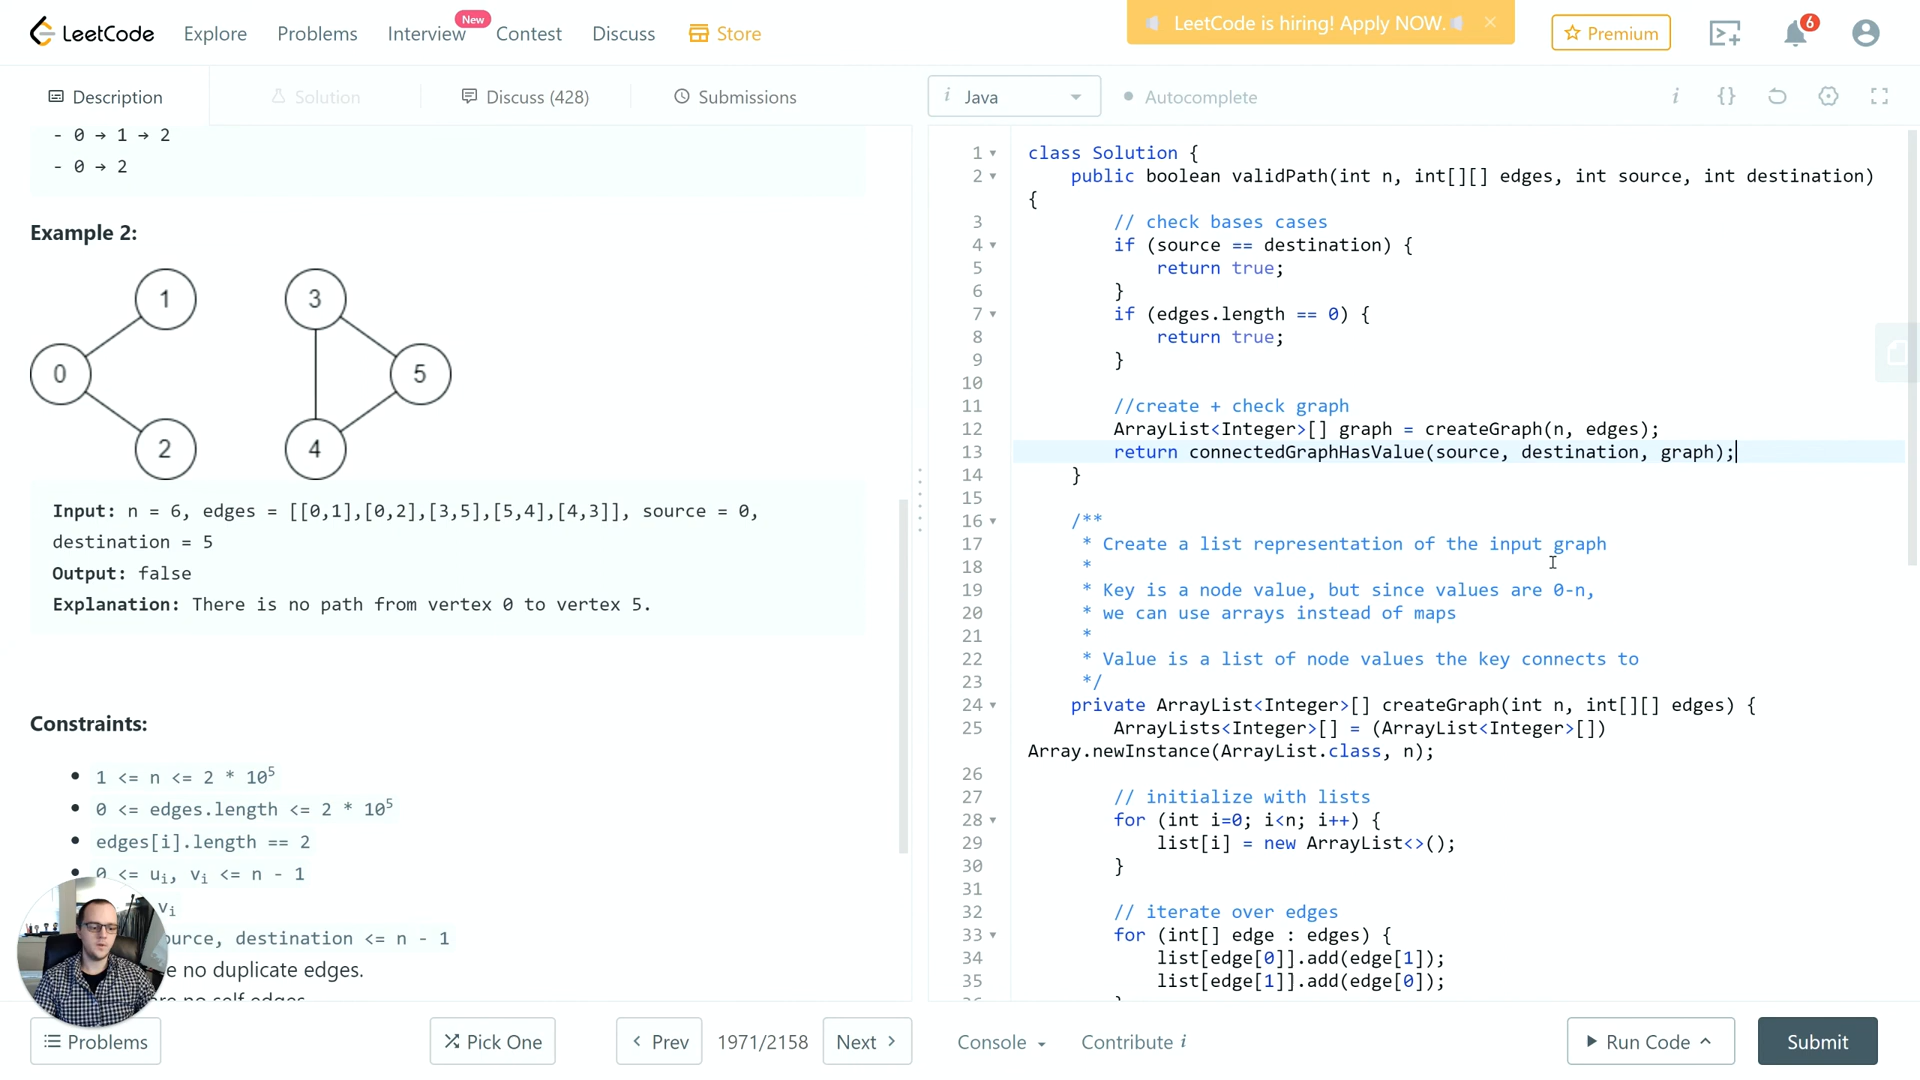 LeetCode
Explore
Problems
Interview
New
Contest
Discuss
Store
LeetCode is hiring! Apply NOW.
Premium
6
Description
Solution
Discuss (428)
Submissions
i Java
Autocomplete
i
{}
- 0 → 1 → 2
- 0 → 2
Example 2:
1
3
0
5
2
4
Input: n = 6, edges = [[0,1],[0,2],[3,5],[5,4],[4,3]], source = 0,
destination = 5
Output: false
Explanation: There is no path from vertex 0 to vertex 5.
Constraints:
1 <= n <= 2 * 10⁵
0 <= edges.length <= 2 * 10⁵
edges[i].length == 2
0 <= uᵢ, vᵢ <= n - 1
vᵢ
ource, destination <= n - 1
e no duplicate edges.
1 class Solution {
2 public boolean validPath(int n, int[][] edges, int source, int destination)
{
3 // check bases cases
4 if (source == destination) {
5 return true;
6 }
7 if (edges.length == 0) {
8 return true;
9 }
10
11 //create + check graph
12 ArrayList<Integer>[] graph = createGraph(n, edges);
13 return connectedGraphHasValue(source, destination, graph);
14 }
15
16 /**
17 * Create a list representation of the input graph
18 *
19 * Key is a node value, but since values are 0-n,
20 * we can use arrays instead of maps
21 *
22 * Value is a list of node values the key connects to
23 */
24 private ArrayList<Integer>[] createGraph(int n, int[][] edges) {
25 ArrayLists<Integer>[] = (ArrayList<Integer>[])
Array.newInstance(ArrayList.class, n);
26
27 // initialize with lists
28 for (int i=0; i<n; i++) {
29 list[i] = new ArrayList<>();
30 }
31
32 // iterate over edges
33 for (int[] edge : edges) {
34 list[edge[0]].add(edge[1]);
35 list[edge[1]].add(edge[0]);
Problems
Pick One
Prev
1971/2158
Next
Console
Contribute i
Run Code
Submit